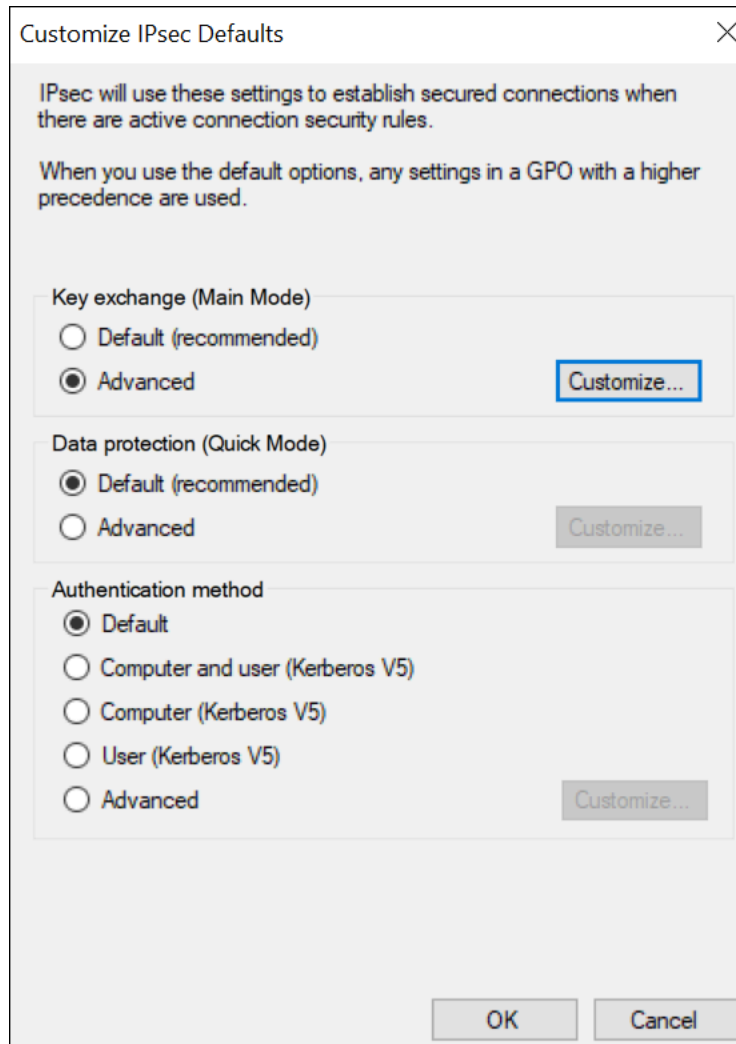 Customize IPsec Defaults
IPsec will use these settings to establish secured connections when
there are active connection security rules.
When you use the default options, any settings in a GPO with a higher
precedence are used.
Key exchange (Main Mode)
Default (recommended)
Advanced
Customize...
Data protection (Quick Mode)
Default (recommended)
Advanced
Customize...
Authentication method
Default
Computer and user (Kerberos V5)
Computer (Kerberos V5)
User (Kerberos V5)
Advanced
Customize...
OK
Cancel